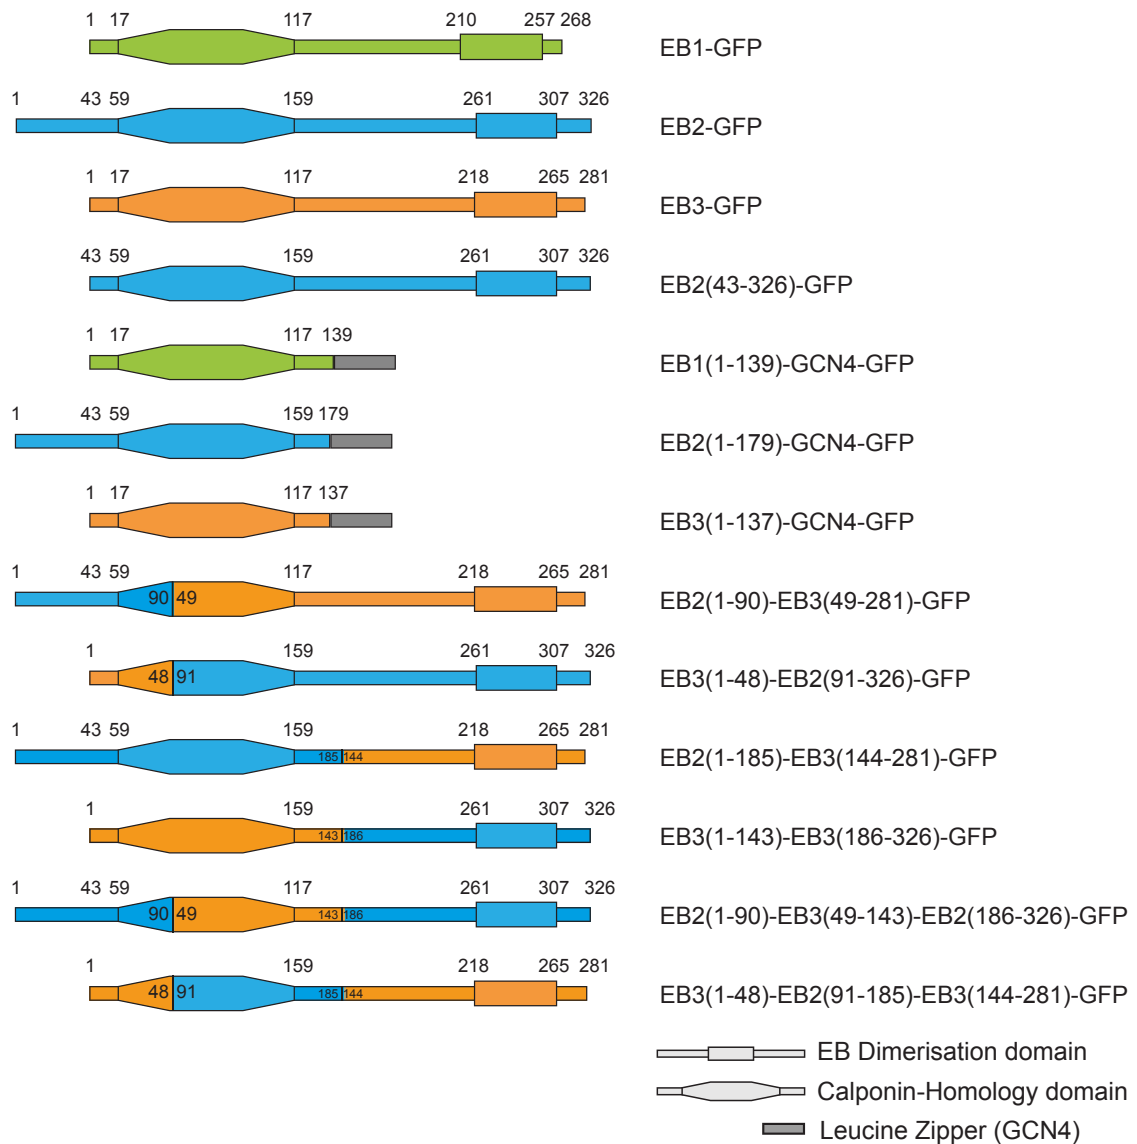 1 17 117 210 257 268
EB1-GFP
1 43 59 159 261 307 326
EB2-GFP
1 17 117 218 265 281
EB3-GFP
43 59 159 261 307 326
EB2(43-326)-GFP
1 17 117 139
EB1(1-139)-GCN4-GFP
1 43 59 159 179
EB2(1-179)-GCN4-GFP
1 17 117 137
EB3(1-137)-GCN4-GFP
1 43 59 117 218 265 281
90 49 EB2(1-90)-EB3(49-281)-GFP
1 159 261 307 326
48 91 EB3(1-48)-EB2(91-326)-GFP
1 43 59 159 218 265 281
185 144 EB2(1-185)-EB3(144-281)-GFP
1 159 261 307 326
143 186 EB3(1-143)-EB3(186-326)-GFP
1 43 59 117 261 307 326
90 49 143 186 EB2(1-90)-EB3(49-143)-EB2(186-326)-GFP
1 159 218 265 281
48 91 185 144 EB3(1-48)-EB2(91-185)-EB3(144-281)-GFP
EB Dimerisation domain
Calponin-Homology domain
Leucine Zipper (GCN4)